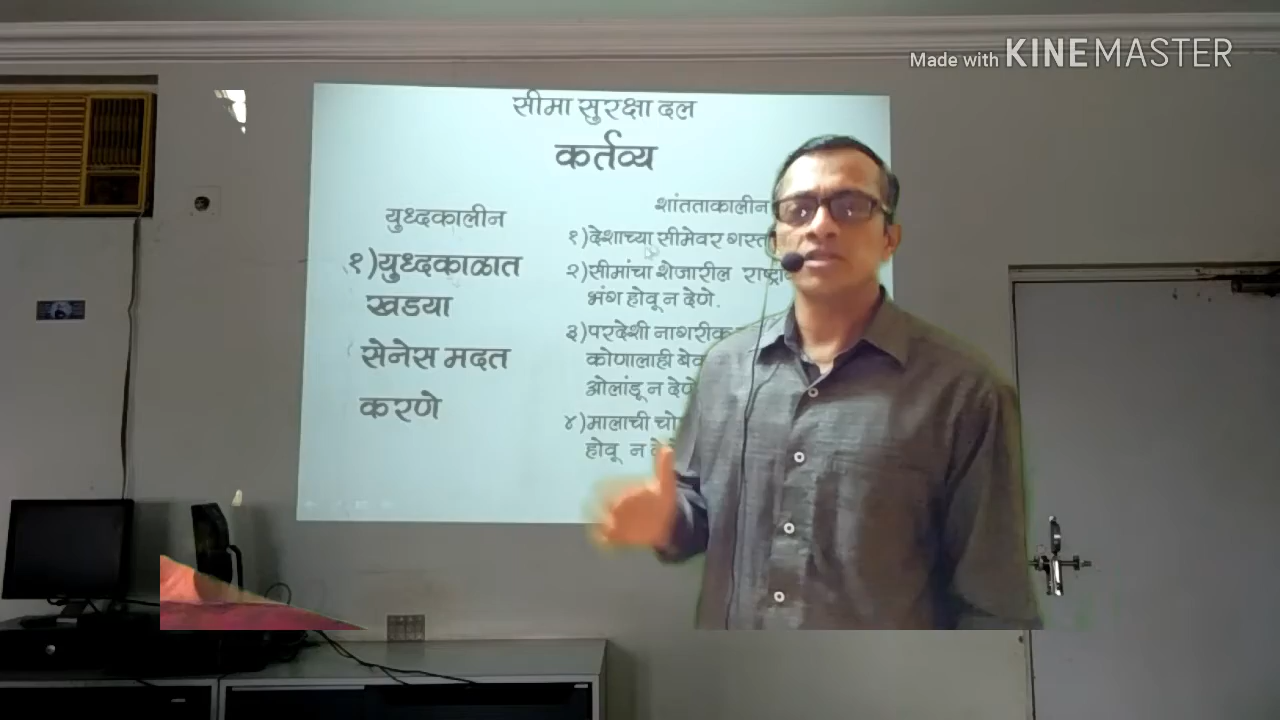 Made with KINEMASTER
सीमा सुरक्षा दल
कर्तव्य
युध्दकालीन
१)युध्दकाळात
खडया
सेनेस मदत
करणे
शांतताकालीन
१)देशाच्या सीमेवर गस्त
२)सीमांचा शेजारील
भंग होवू न देणे.
३)परदेशी नागरीक
कोणालाही
ओलांडू न
४)मालाची
होवू न